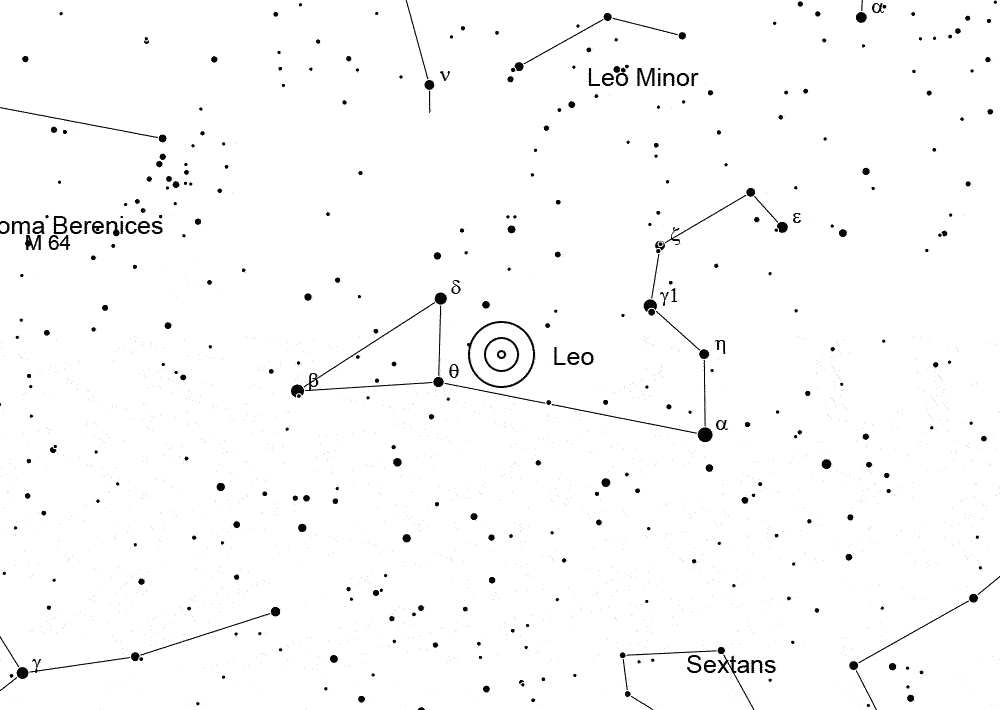 α
ν
Leo Minor
oma Berenices
M 64
ε
ζ
δ
γ1
η
Leo
θ
β
α
γ
Sextans